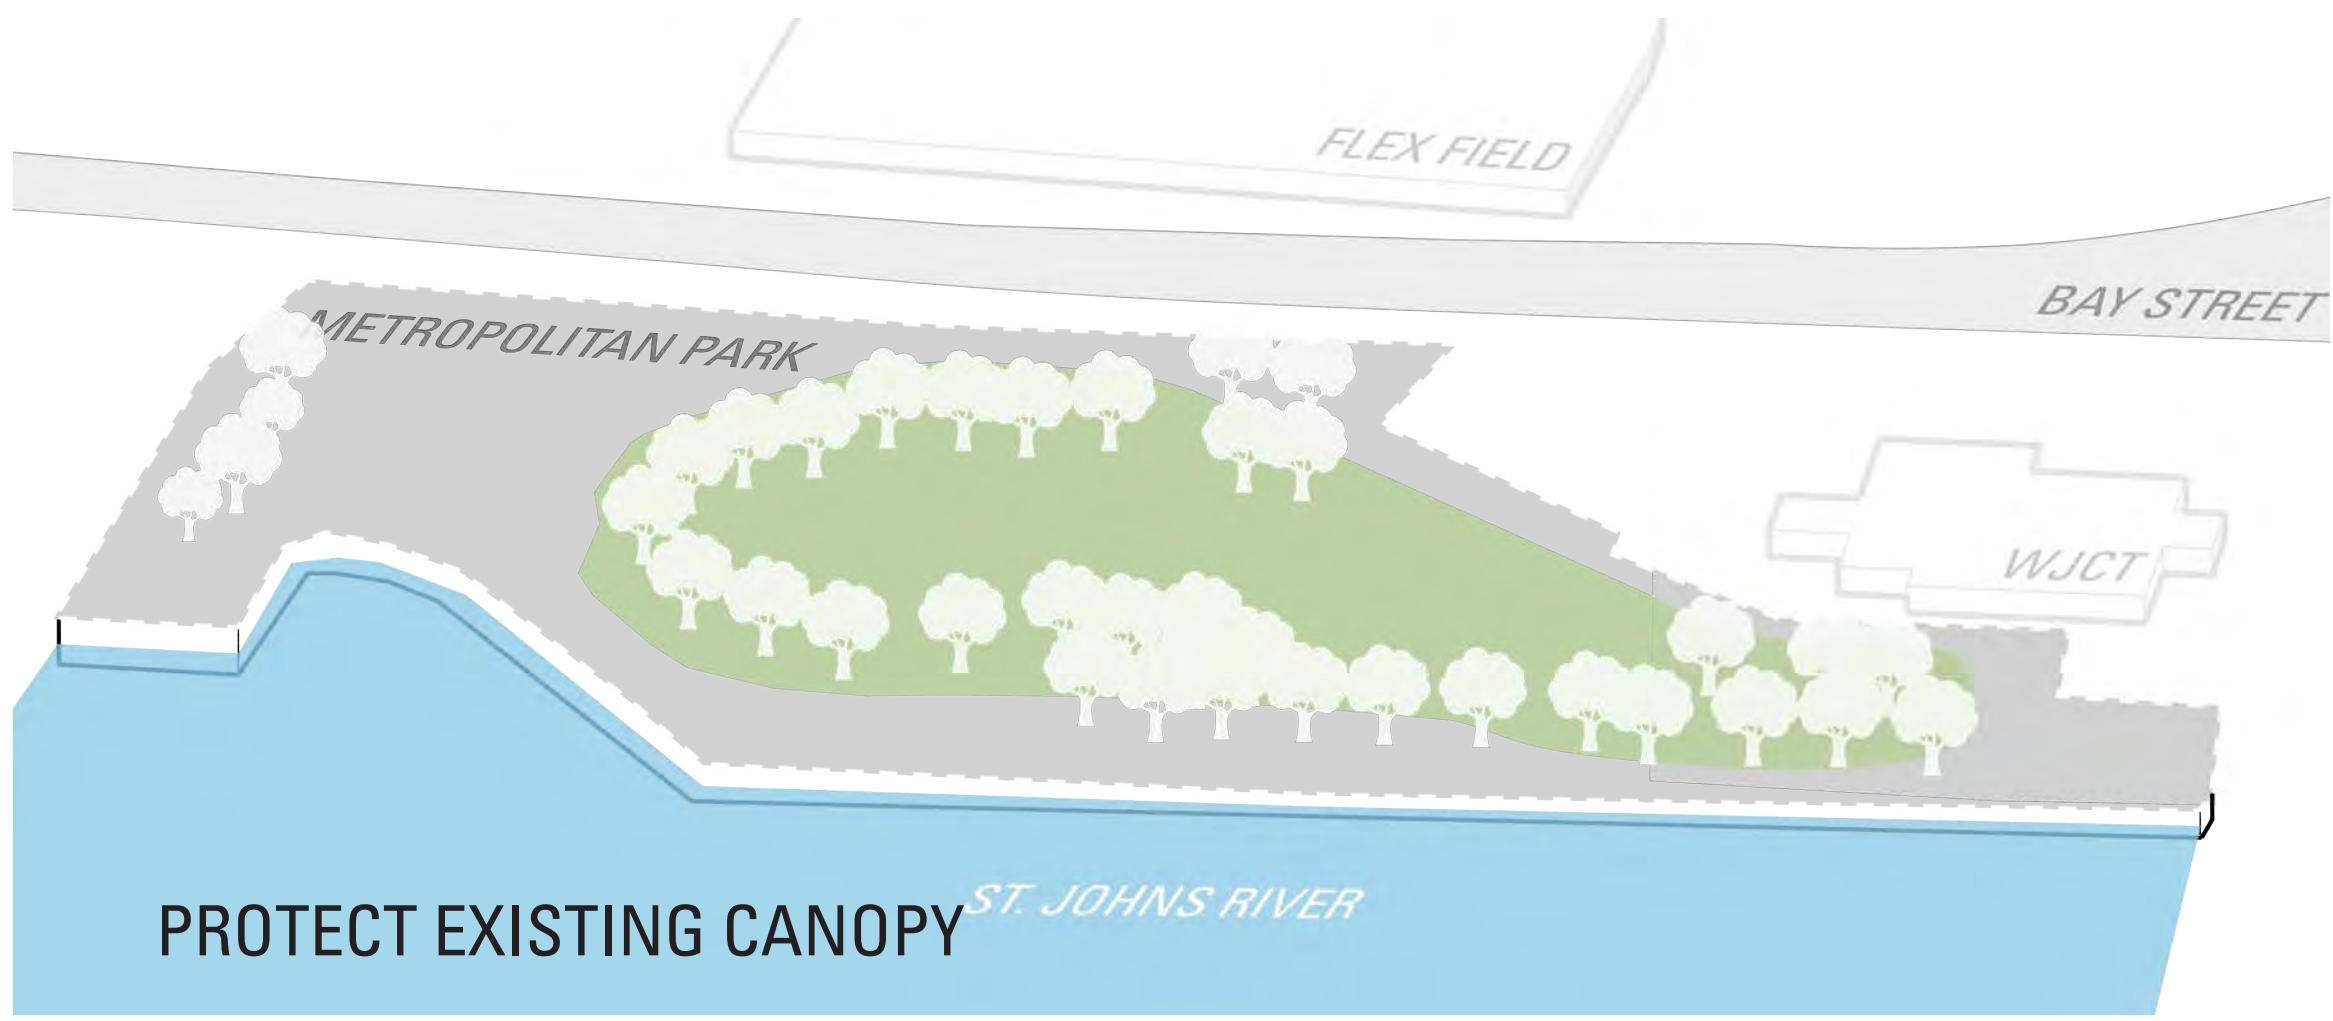 FLEX FIELD
BAY STREET
METROPOLITAN PARK
WJCT
ST. JOHNS RIVER
PROTECT EXISTING CANOPY